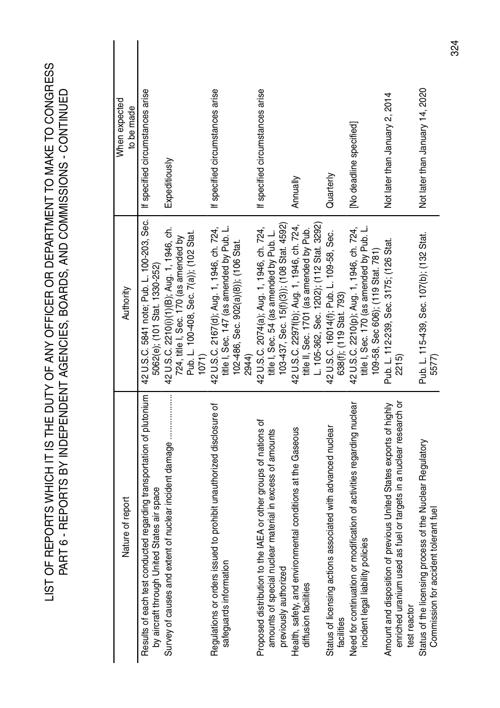 LIST OF REPORTS WHICH IT IS THE DUTY OF ANY OFFICER OR DEPARTMENT TO MAKE TO CONGRESS
PART 6 - REPORTS BY INDEPENDENT AGENCIES, BOARDS, AND COMMISSIONS - CONTINUED
Nature of report
Authority
When expected
to be made
Results of each test conducted regarding transportation of plutonium
by aircraft through United States air space
42 U.S.C. 5841 note; Pub. L. 100-203, Sec.
5062(e); (101 Stat. 1330-252)
If specified circumstances arise
Survey of causes and extent of nuclear incident damage ................
42 U.S.C. 2210(i)(1)(B); Aug. 1, 1946, ch.
724, title I, Sec. 170 (as amended by
Pub. L. 100-408, Sec. 7(a)); (102 Stat.
1071)
Expeditiously
Regulations or orders issued to prohibit unauthorized disclosure of
safeguards information
42 U.S.C. 2167(d); Aug. 1, 1946, ch. 724,
title I, Sec. 147 (as amended by Pub. L.
102-486, Sec. 902(a)(8)); (106 Stat.
2944)
If specified circumstances arise
Proposed distribution to the IAEA or other groups of nations of
amounts of special nuclear material in excess of amounts
previously authorized
42 U.S.C. 2074(a); Aug. 1, 1946, ch. 724,
title I, Sec. 54 (as amended by Pub. L.
103-437, Sec. 15(f)(3)); (108 Stat. 4592)
If specified circumstances arise
Health, safety, and environmental conditions at the Gaseous
diffusion facilities
42 U.S.C. 2297f(b); Aug. 1, 1946, ch. 724,
title II, Sec. 1701 (as amended by Pub.
L. 105-362, Sec. 1202); (112 Stat. 3292)
Annually
Status of licensing actions associated with advanced nuclear
facilities
42 U.S.C. 16014(f); Pub. L. 109-58, Sec.
638(f); (119 Stat. 793)
Quarterly
Need for continuation or modification of activities regarding nuclear
incident legal liability policies
42 U.S.C. 2210(p); Aug. 1, 1946, ch. 724,
title I, Sec. 170 (as amended by Pub. L.
109-58, Sec 606); (119 Stat. 781)
[No deadline specified]
Amount and disposition of previous United States exports of highly
enriched uranium used as fuel or targets in a nuclear research or
test reactor
Pub. L. 112-239, Sec. 3175; (126 Stat.
2215)
Not later than January 2, 2014
Status of the licensing process of the Nuclear Regulatory
Commission for accident tolerant fuel
Pub. L. 115-439, Sec. 107(b); (132 Stat.
5577)
Not later than January 14, 2020
324